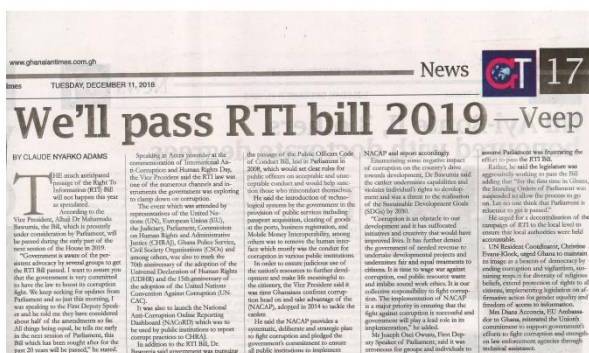 www.ghanaiantimes.com.gh
News
GT
17
imes
TUESDAY, DECEMBER 11, 2018
We'll pass RTI bill 2019 —Veep
BY CLAUDE NYARKO ADAMS
THE much anticipated
passage of the Right To
Information (RTI) Bill
will not happen this year
as speculated.
According to the
Vice President, Alhaji Dr Mahamudu
Bawumia, the Bill, which is presently
under consideration by Parliament, will
be passed during the early part of the
next session of the House in 2019.
"Government is aware of the per-
sistent advocacy by several groups to get
the RTI Bill passed. I want to assure you
that the government is very committed
to have the law to boost its corruption
fight. We keep seeking for updates from
Parliament and so just this morning, I
was speaking to the First Deputy Speak-
er and he told me they have considered
about half of the amendments so far.
All things being equal, he tells me early
in the next session of Parliament, this
Bill which has been sought after for the
past 20 years will be passed," he stated.
Speaking in Accra yesterday at the
commemoration of International An-
ti-Corruption and Human Rights Day,
the Vice President said the RTI law was
one of the numerous channels and in-
struments the government was exploring
to clamp down on corruption.
The event which was attended by
representatives of the United Na-
tions (UN), European Union (EU),
the Judiciary, Parliament, Commission
on Human Rights and Administrative
Justice (CHRAJ), Ghana Police Service,
Civil Society Organisations (CSOs) and
among others, was also to mark the
70th anniversary of the adoption of the
Universal Declaration of Human Rights
(UDHR) and the 15th anniversary of
the adoption of the United Nations
Convention Against Corruption (UN-
CAC).
It was also to launch the National
Anti-Corruption Online Reporting
Dashboard (NACoRD) which was to
be used by public institutions to report
corrupt practices to CHRAJ.
In addition to the RTI Bill, Dr
Bawumia said government was pursuing
the passage of the Public Officers Code
of Conduct Bill, laid in Parliament in
2008, which would set clear rules for
public officers on acceptable and unac-
ceptable conduct and would help sanc-
tion those who misconduct themselves.
He said the introduction of techno-
logical systems by the government in the
provision of public services including
passport acquisition, clearing of goods
at the ports, business registration, and
Mobile Money Interoperability, among
others was to remove the human inter-
face which mostly was the conduit for
corruption in various public institutions.
In order to ensure judicious use of
the nation's resources to further devel-
opment and make life meaningful to
the citizenry, the Vice President said it
was time Ghanaians confront corrup-
tion head on and take advantage of the
(NACAP), adopted in 2014 to tackle the
canker.
He said the NACAP provides a
systematic, deliberate and strategic plan
to fight corruption and pledged the
government's commitment to ensure
all public institutions to implement
NACAP and report accordingly.
Enumerating some negative impact
of corruption on the country's drive
towards development, Dr Bawumia said
the canker undermines capabilities and
violates individual's rights to develop-
ment and was a threat to the realisation
of the Sustainable Development Goals
(SDGs) by 2030.
"Corruption is an obstacle to our
development and it has suffocated
initiatives and creativity that would have
improved lives. It has further denied
the government of needed revenue to
undertake developmental projects and
undermines fair and equal treatments to
citizens. It is time to wage war against
corruption, end public resource waste
and imbibe sound work ethics. It is our
collective responsibility to fight corrup-
tion. The implementation of NACAP
is a major priority in ensuring that the
fight against corruption is successful and
government will play a lead role in its
implementation," he added.
Mr Joseph Osei Owusu, First Dep-
uty Speaker of Parliament, said it was
erroneous for groups and individuals to
assume Parliament was frustrating the
effort to pass the RTI Bill.
Rather, he said the legislature was
aggressively working to pass the Bill
adding that "for the first time in Ghana,
the Standing Orders of Parliament was
suspended to allow the process to go
on. Let no one think that Parliament is
reluctant to get it passed."
He urged for a decentralisation of the
campaign of RTI to the local level to
ensure that local authorities were held
accountable.
UN Resident Coordinator, Christine
Evans-Klock, urged Ghana to maintain
its image as a beacon of democracy by
ending corruption and vigilantism, sus-
taining respect for diversity of religious
beliefs, extend protection of rights to all
citizens, implementing legislation on af-
firmative action for gender equality and
freedom of access to information.
Mrs Diana Acconcia, EU Ambassa-
dor to Ghana, reiterated the Union's
commitment to support government's
efforts to fight corruption and strength-
en law enforcement agencies through
technical assistance.